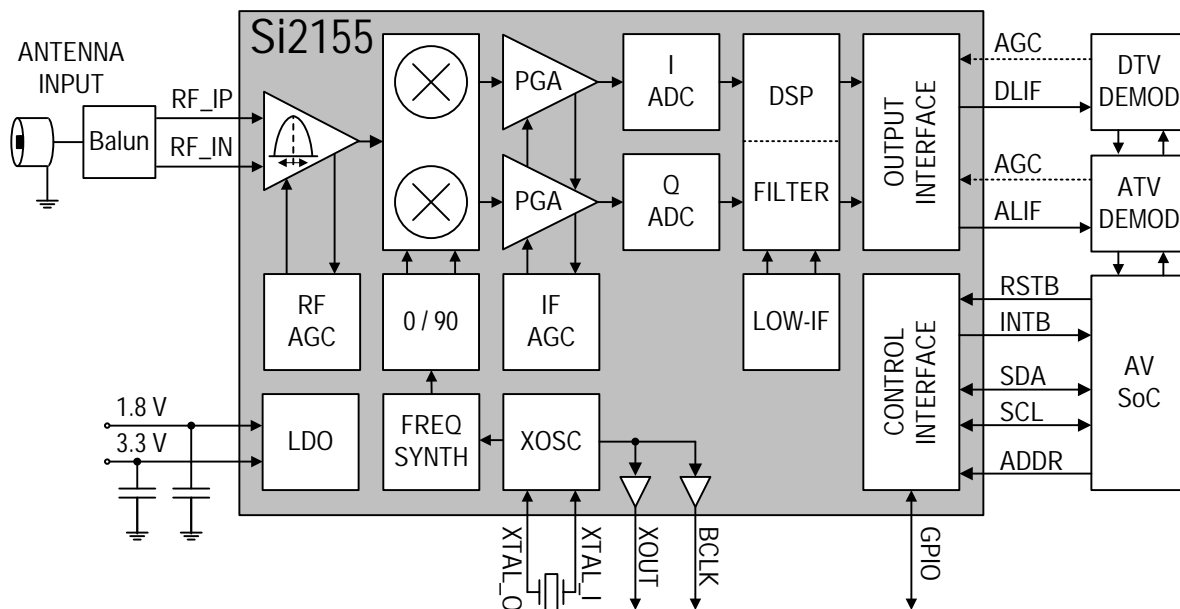 Si2155
ANTENNA
INPUT
RF_IP
RF_IN
Balun
PGA
PGA
I
ADC
Q
ADC
DSP
FILTER
OUTPUT
INTERFACE
AGC
DLIF
AGC
ALIF
DTV
DEMOD
ATV
DEMOD
RF
AGC
0 / 90
IF
AGC
LOW-IF
CONTROL
INTERFACE
RSTB
INTB
SDA
SCL
ADDR
AV
SoC
1.8 V
3.3 V
LDO
FREQ
SYNTH
XOSC
XTAL_O
XTAL_I
XOUT
BCLK
GPIO